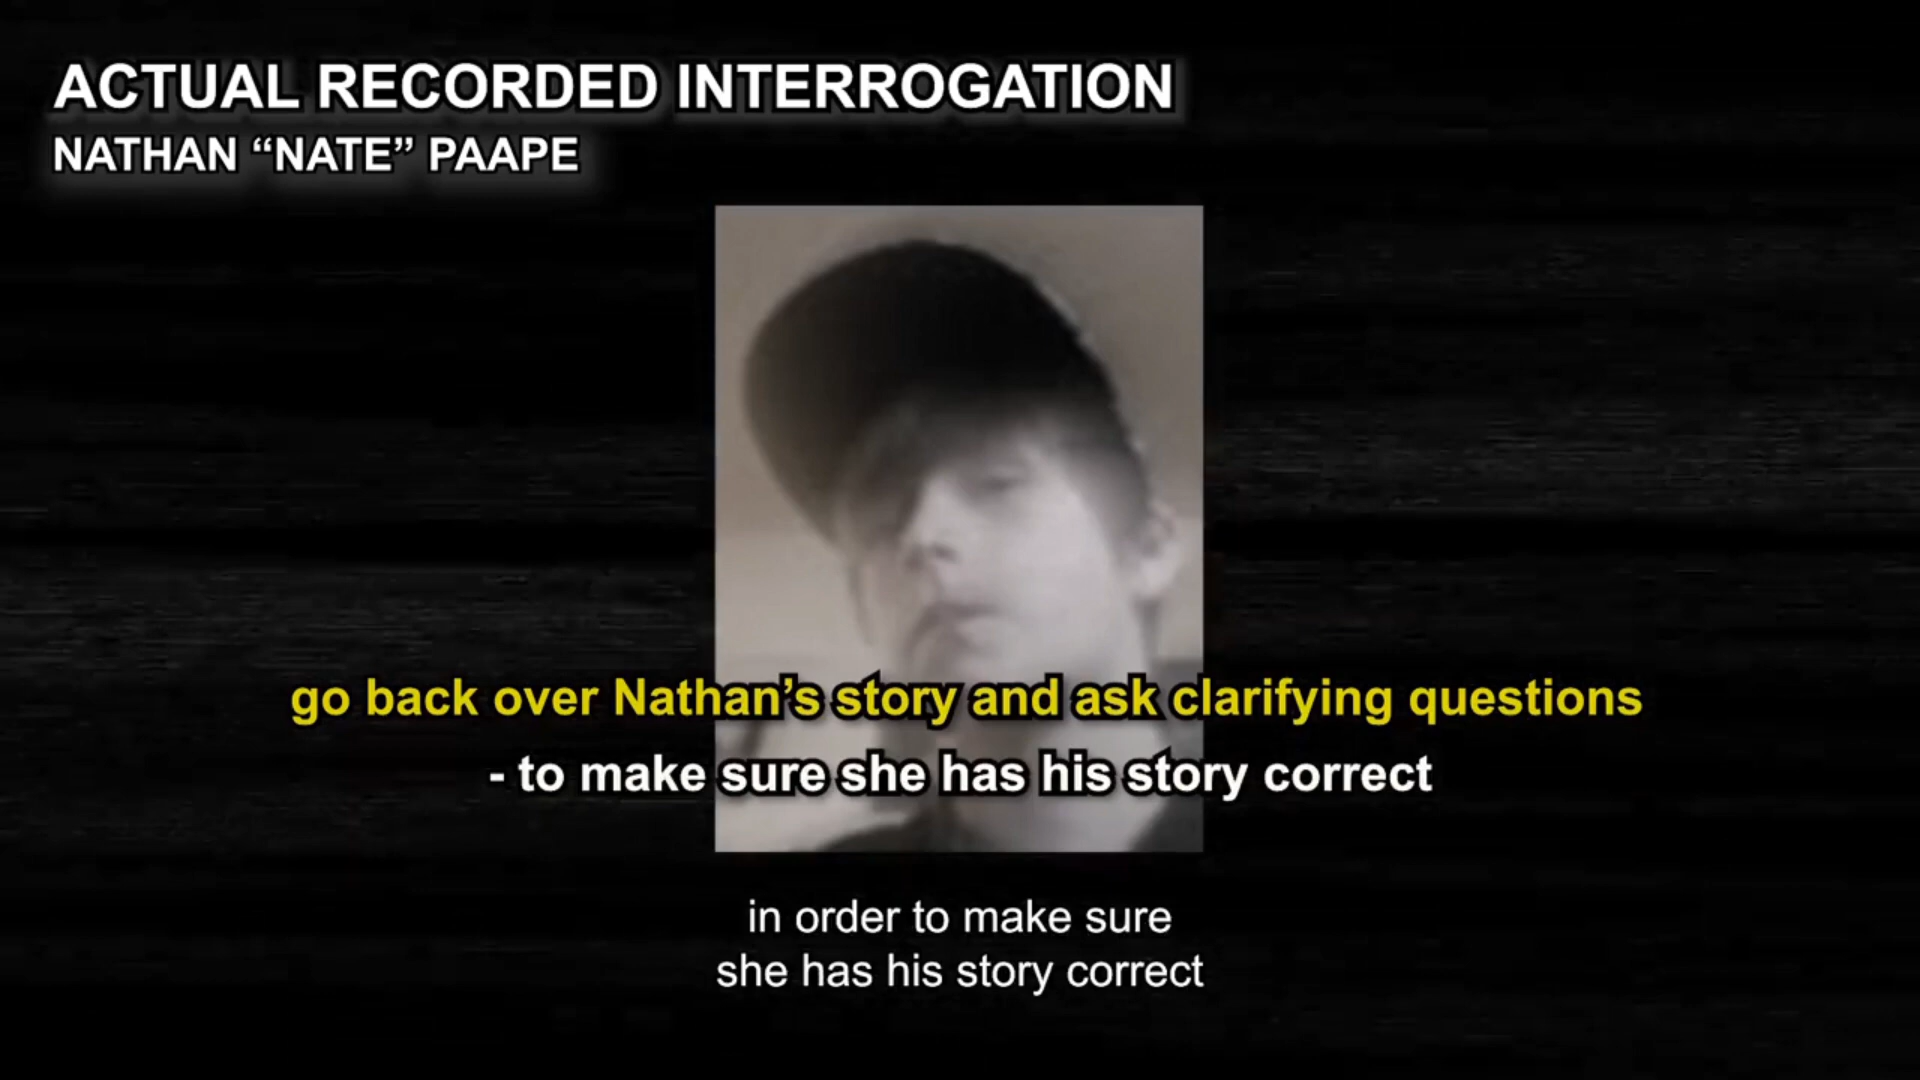 ACTUAL RECORDED INTERROGATION
NATHAN “NATE” PAAPE
go back over Nathan’s story and ask clarifying questions
- to make sure she has his story correct
in order to make sure
she has his story correct